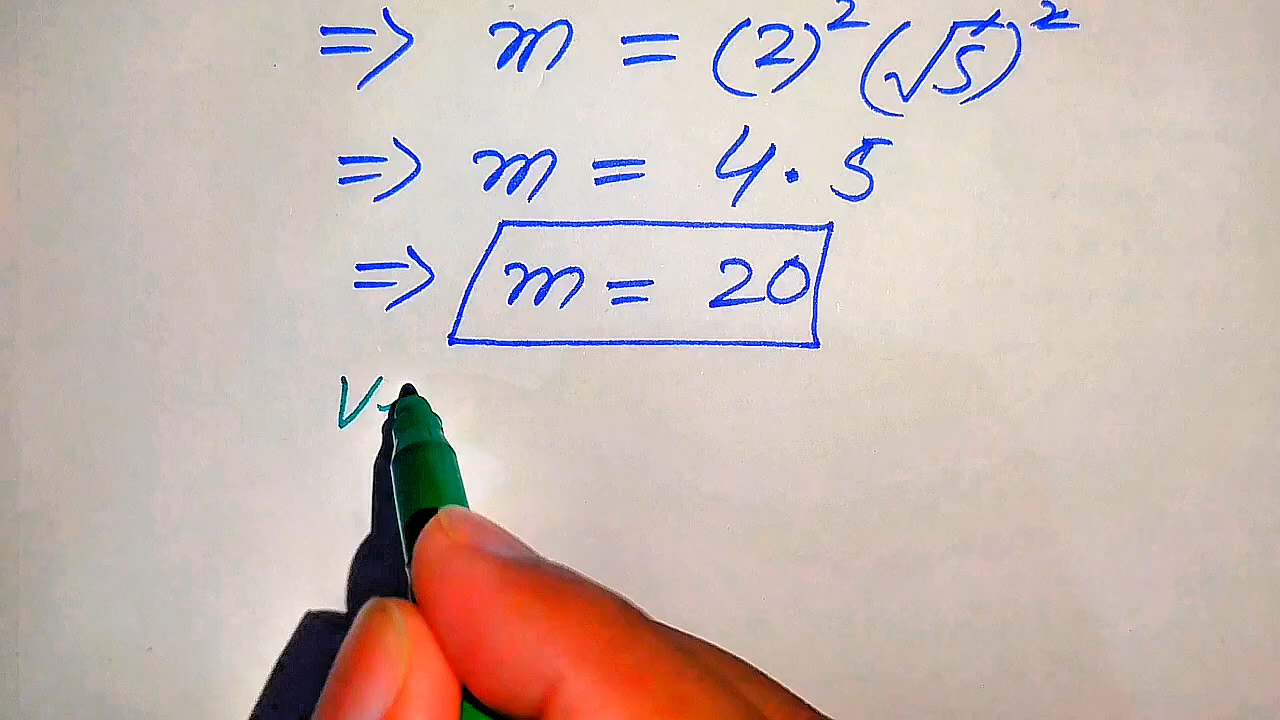 => m = (2)² (√5)²
=> m = 4 · 5
=> m = 20
V